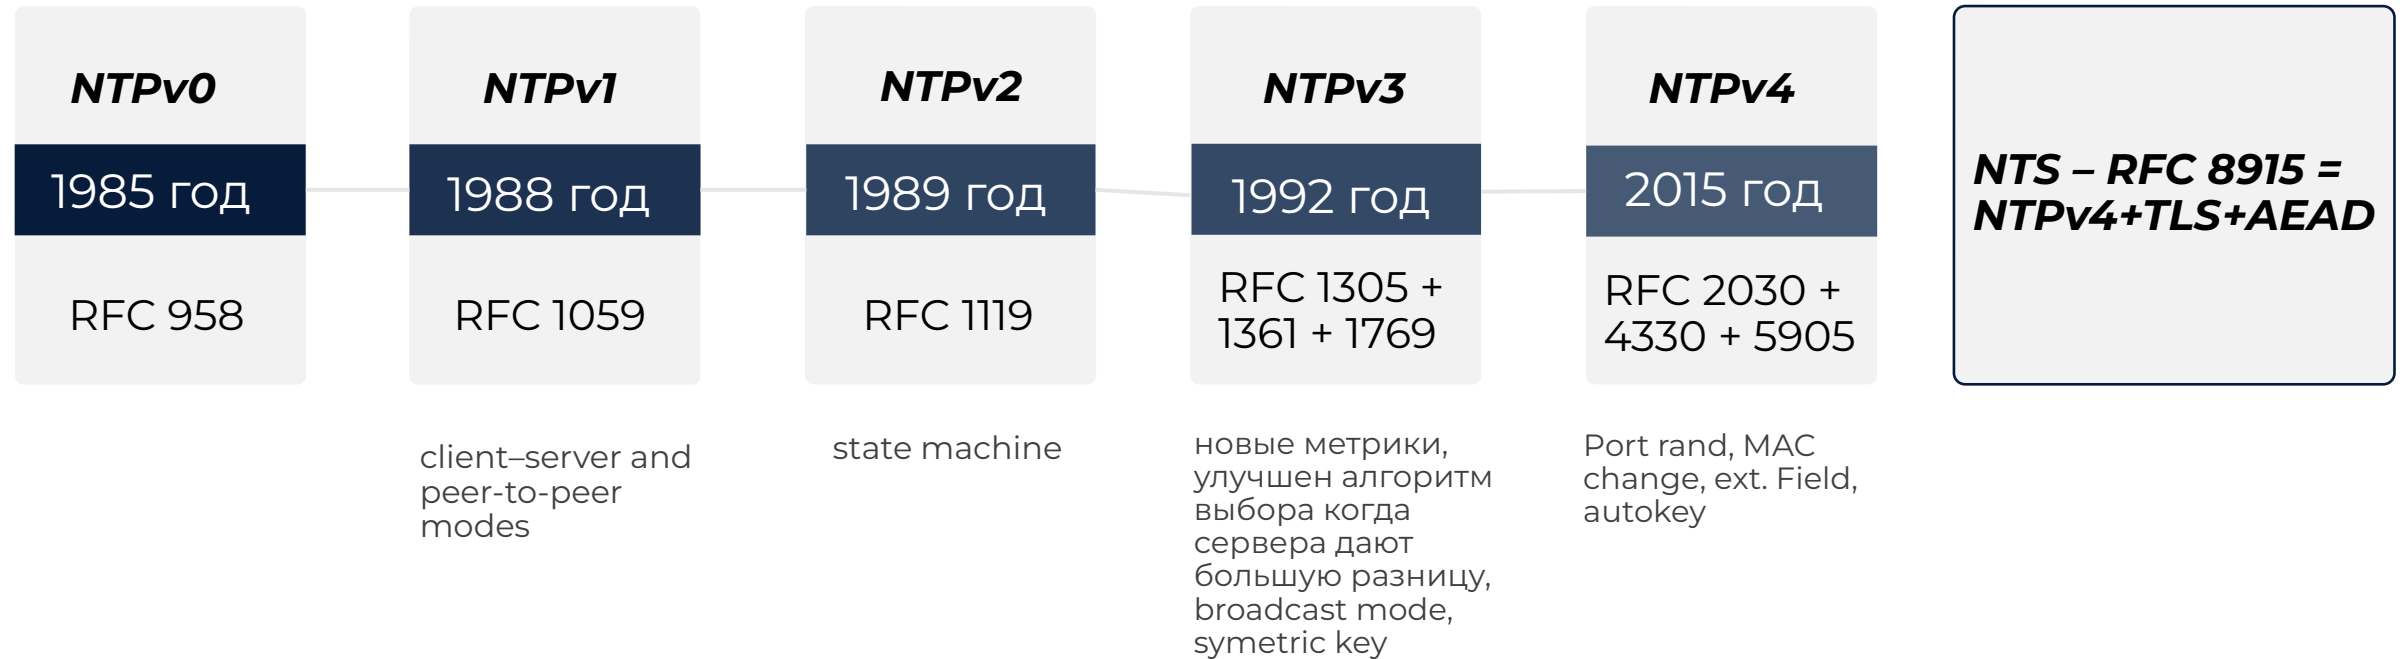 NTPv0
1985 год
RFC 958
NTPv1
1988 год
RFC 1059
client–server and
peer-to-peer
modes
NTPv2
1989 год
RFC 1119
state machine
NTPv3
1992 год
RFC 1305 +
1361 + 1769
новые метрики,
улучшен алгоритм
выбора когда
сервера дают
большую разницу,
broadcast mode,
symetric key
NTPv4
2015 год
RFC 2030 +
4330 + 5905
Port rand, MAC
change, ext. Field,
autokey
NTS – RFC 8915 =
NTPv4+TLS+AEAD